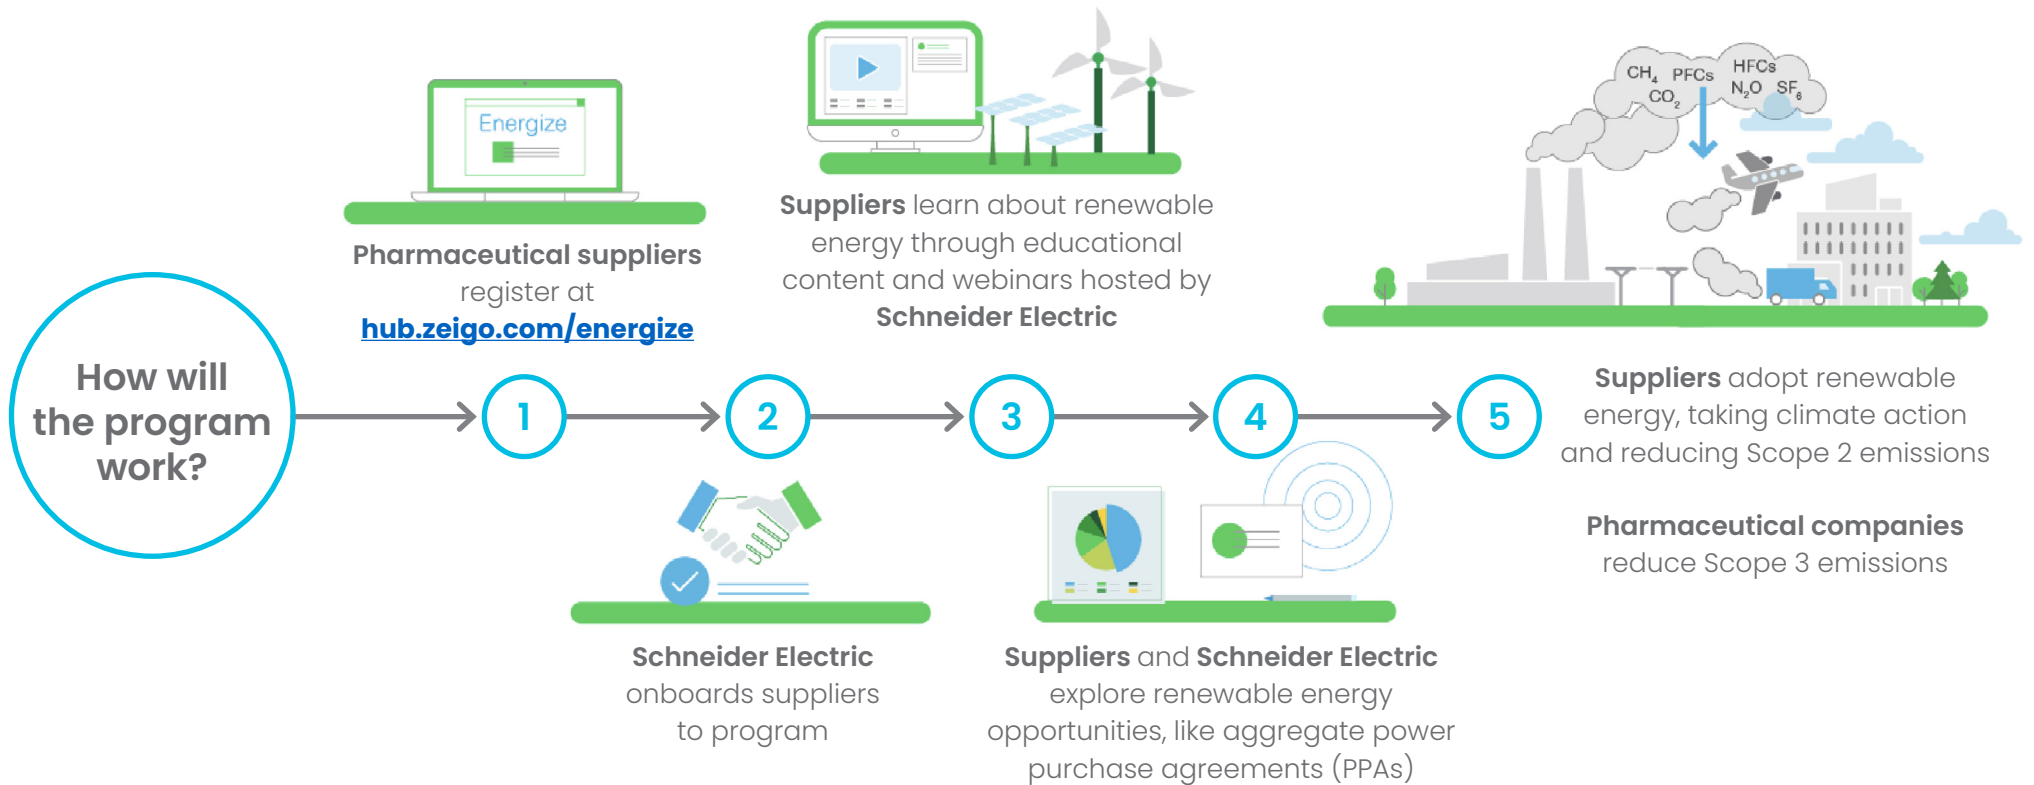 How will
the program
work?
Energize
Pharmaceutical suppliers
register at
hub.zeigo.com/energize
1
Schneider Electric
onboards suppliers
to program
2
Suppliers learn about renewable
energy through educational
content and webinars hosted by
Schneider Electric
3
Suppliers and Schneider Electric
explore renewable energy
opportunities, like aggregate power
purchase agreements (PPAs)
4
CH₄ PFCs HFCs
CO₂ N₂O SF₆
5
Suppliers adopt renewable
energy, taking climate action
and reducing Scope 2 emissions
Pharmaceutical companies
reduce Scope 3 emissions